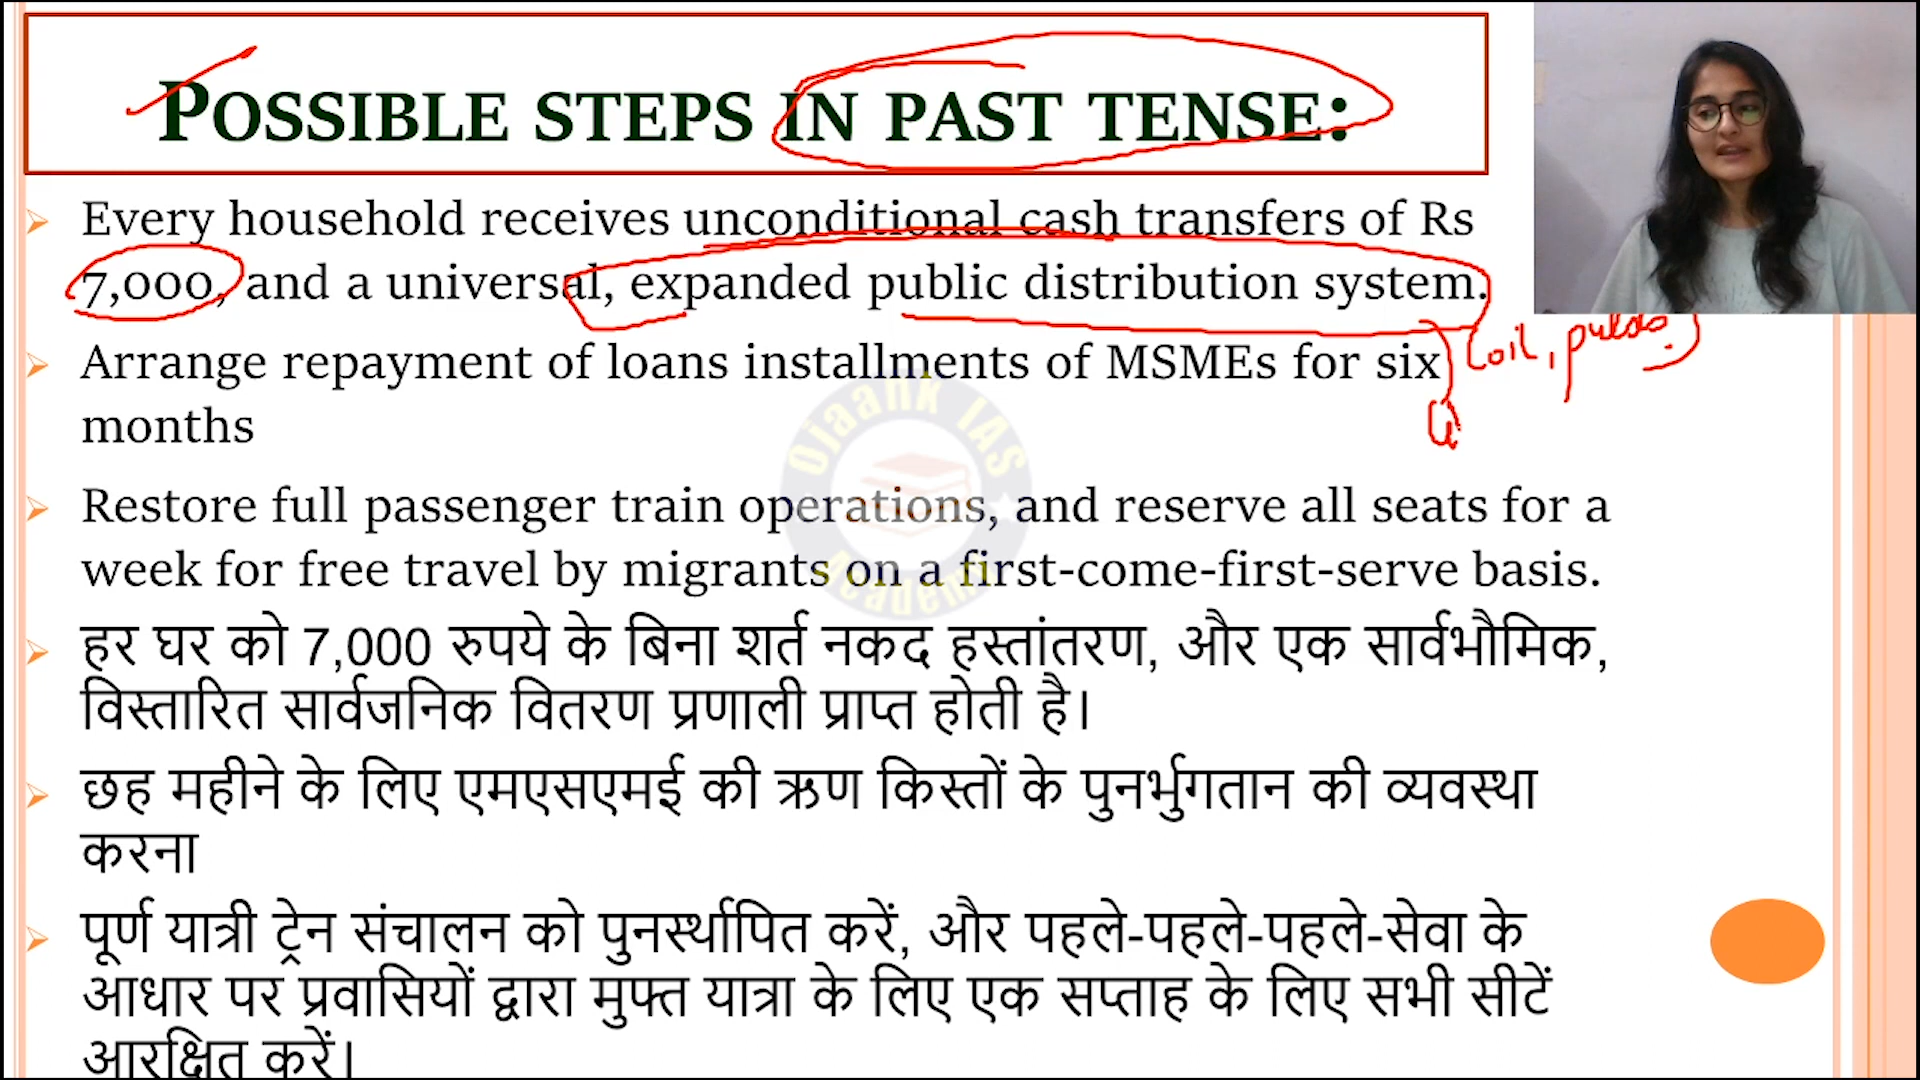 POSSIBLE STEPS IN PAST TENSE:
Every household receives unconditional cash transfers of Rs
7,000, and a universal, expanded public distribution system.
(oil, pulses)
Arrange repayment of loans installments of MSMEs for six
months
Restore full passenger train operations, and reserve all seats for a
week for free travel by migrants on a first-come-first-serve basis.
हर घर को 7,000 रुपये के बिना शर्त नकद हस्तांतरण, और एक सार्वभौमिक,
विस्तारित सार्वजनिक वितरण प्रणाली प्राप्त होती है।
छह महीने के लिए एमएसएमई की ऋण किस्तों के पुनर्भुगतान की व्यवस्था
करना
पूर्ण यात्री ट्रेन संचालन को पुनर्स्थापित करें, और पहले-पहले-पहले-सेवा के
आधार पर प्रवासियों द्वारा मुफ्त यात्रा के लिए एक सप्ताह के लिए सभी सीटें
आरक्षित करें।
Ojaank IAS
Academy